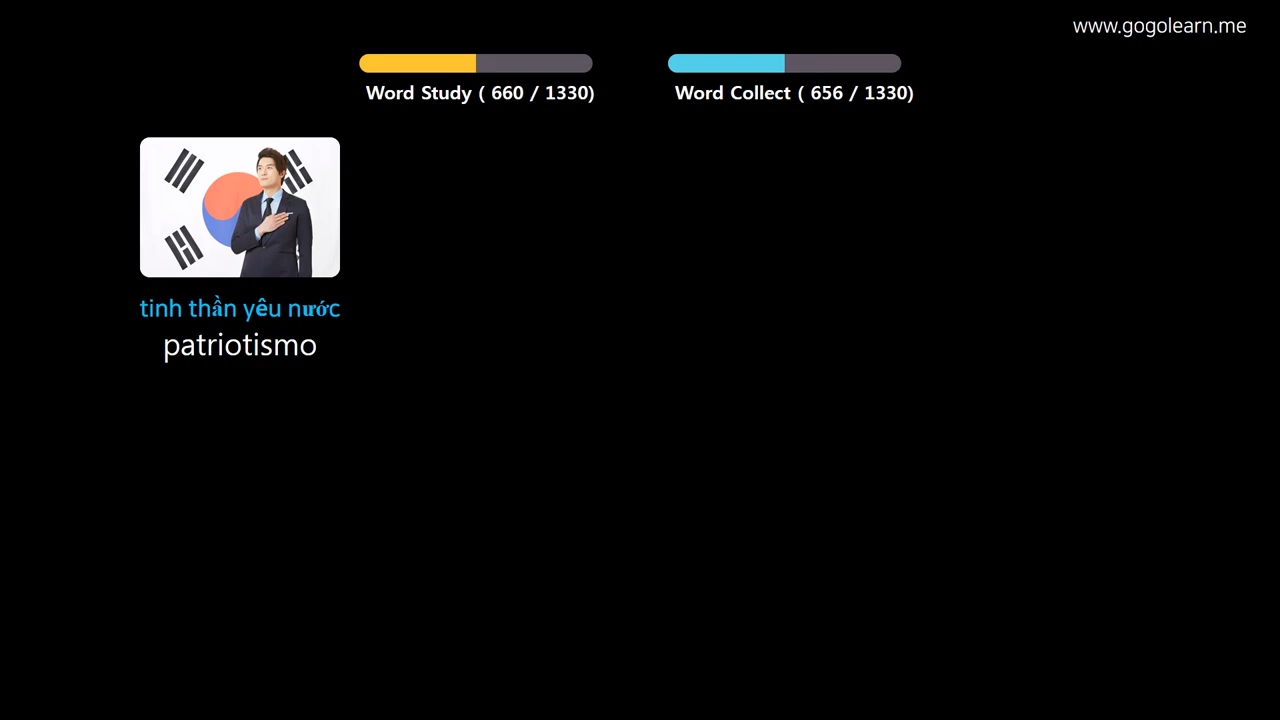 www.gogolearn.me
Word Study ( 660 / 1330)
Word Collect ( 656 / 1330)
tinh thần yêu nước
patriotismo